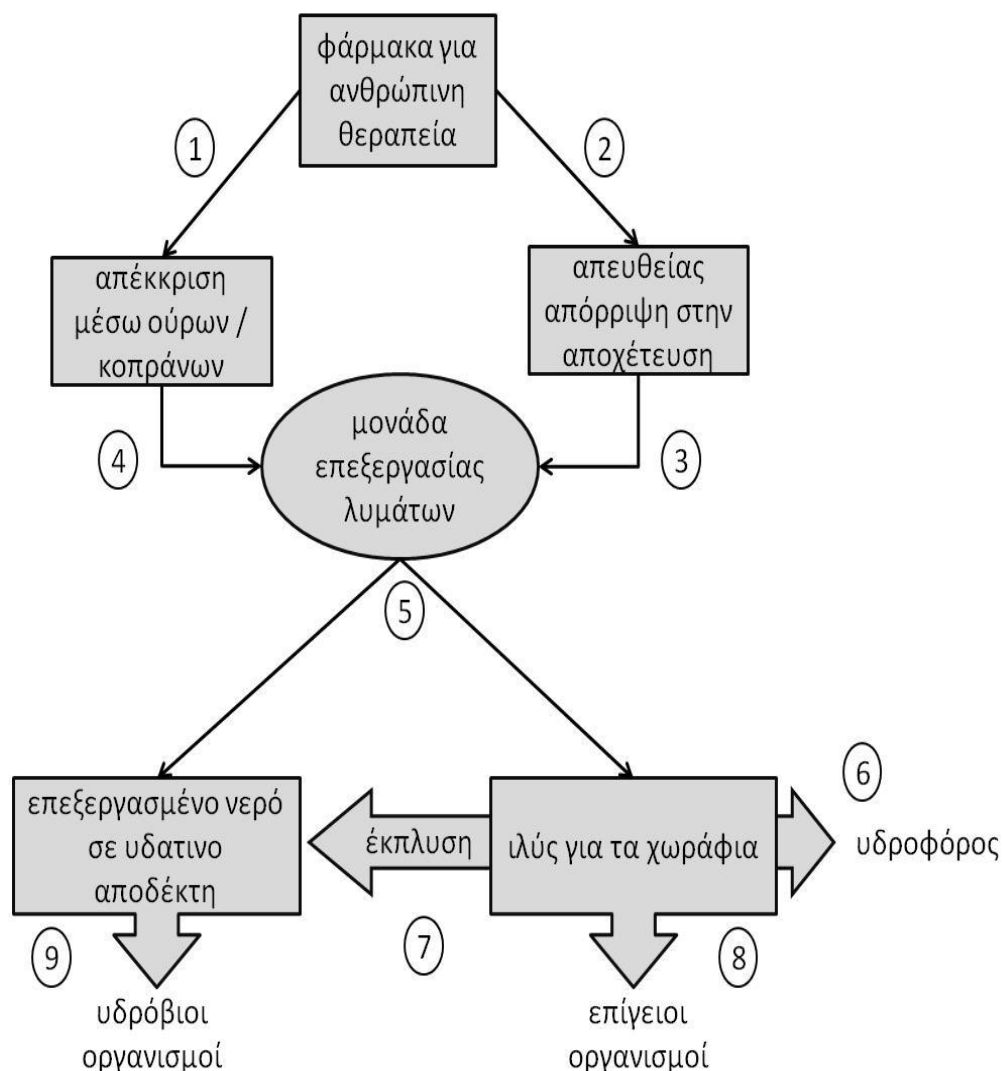 φάρμακα για
ανθρώπινη
θεραπεία
1
2
απέκκριση
μέσω ούρων /
κοπράνων
απευθείας
απόρριψη στην
αποχέτευση
4
μονάδα
επεξεργασίας
λυμάτων
3
5
6
επεξεργασμένο νερό
σε υδατινο
αποδέκτη
έκπλυση
ιλύς για τα χωράφια
υδροφόρος
9
7
8
υδρόβιοι
οργανισμοί
επίγειοι
οργανισμοί